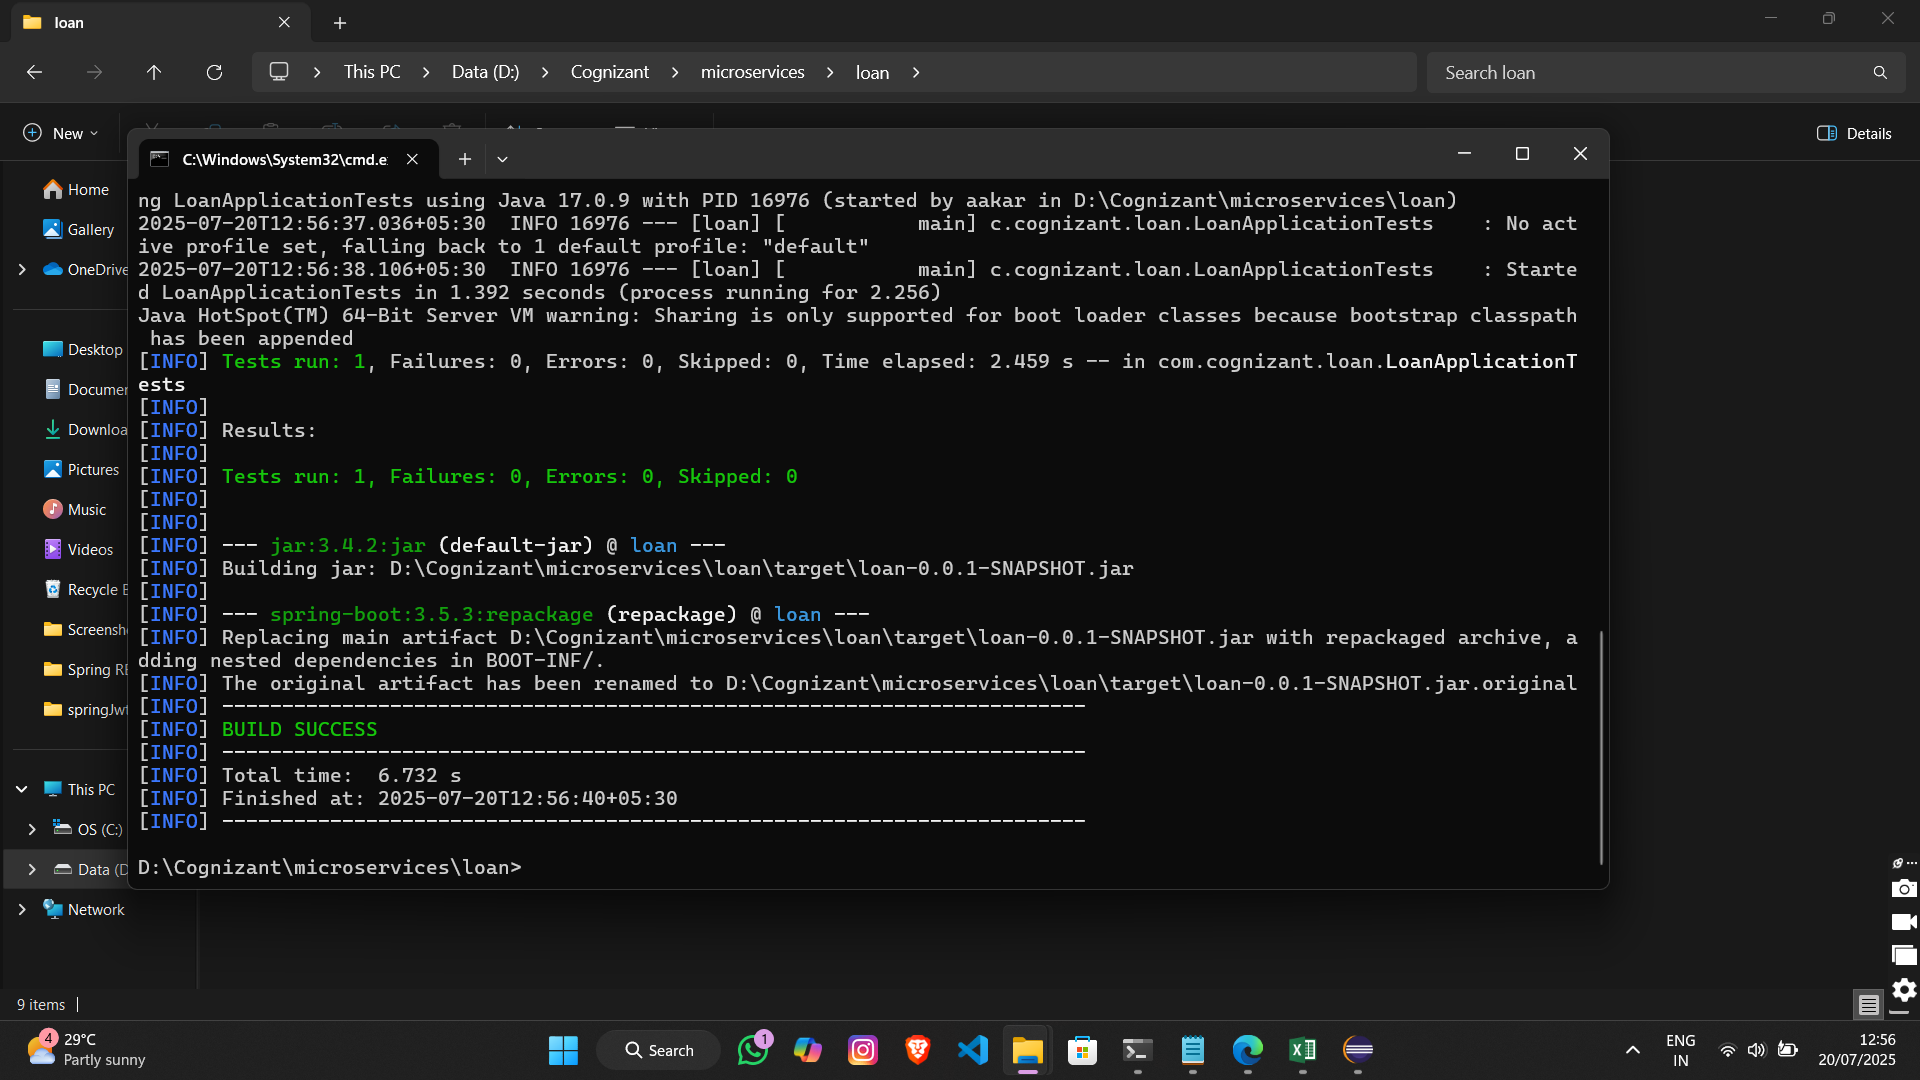 loan
This PC
Data (D:)
Cognizant
microservices
loan
Search loan
New
Details
C:\Windows\System32\cmd.e
Home
Gallery
OneDrive
Desktop
Documen
Downloa
Pictures
Music
Videos
Recycle B
Screensh
Spring RE
springJwt
This PC
OS (C:)
Data (D
Network
ng LoanApplicationTests using Java 17.0.9 with PID 16976 (started by aakar in D:\Cognizant\microservices\loan)
2025-07-20T12:56:37.036+05:30  INFO 16976 --- [loan] [           main] c.cognizant.loan.LoanApplicationTests    : No act
ive profile set, falling back to 1 default profile: "default"
2025-07-20T12:56:38.106+05:30  INFO 16976 --- [loan] [           main] c.cognizant.loan.LoanApplicationTests    : Starte
d LoanApplicationTests in 1.392 seconds (process running for 2.256)
Java HotSpot(TM) 64-Bit Server VM warning: Sharing is only supported for boot loader classes because bootstrap classpath
 has been appended
[INFO] Tests run: 1, Failures: 0, Errors: 0, Skipped: 0, Time elapsed: 2.459 s -- in com.cognizant.loan.LoanApplicationT
ests
[INFO]
[INFO] Results:
[INFO]
[INFO] Tests run: 1, Failures: 0, Errors: 0, Skipped: 0
[INFO]
[INFO]
[INFO] --- jar:3.4.2:jar (default-jar) @ loan ---
[INFO] Building jar: D:\Cognizant\microservices\loan\target\loan-0.0.1-SNAPSHOT.jar
[INFO]
[INFO] --- spring-boot:3.5.3:repackage (repackage) @ loan ---
[INFO] Replacing main artifact D:\Cognizant\microservices\loan\target\loan-0.0.1-SNAPSHOT.jar with repackaged archive, a
dding nested dependencies in BOOT-INF/.
[INFO] The original artifact has been renamed to D:\Cognizant\microservices\loan\target\loan-0.0.1-SNAPSHOT.jar.original
[INFO] ------------------------------------------------------------------------
[INFO] BUILD SUCCESS
[INFO] ------------------------------------------------------------------------
[INFO] Total time:  6.732 s
[INFO] Finished at: 2025-07-20T12:56:40+05:30
[INFO] ------------------------------------------------------------------------
D:\Cognizant\microservices\loan>
9 items
4
29°C
Partly sunny
Search
1
ENG
IN
12:56
20/07/2025